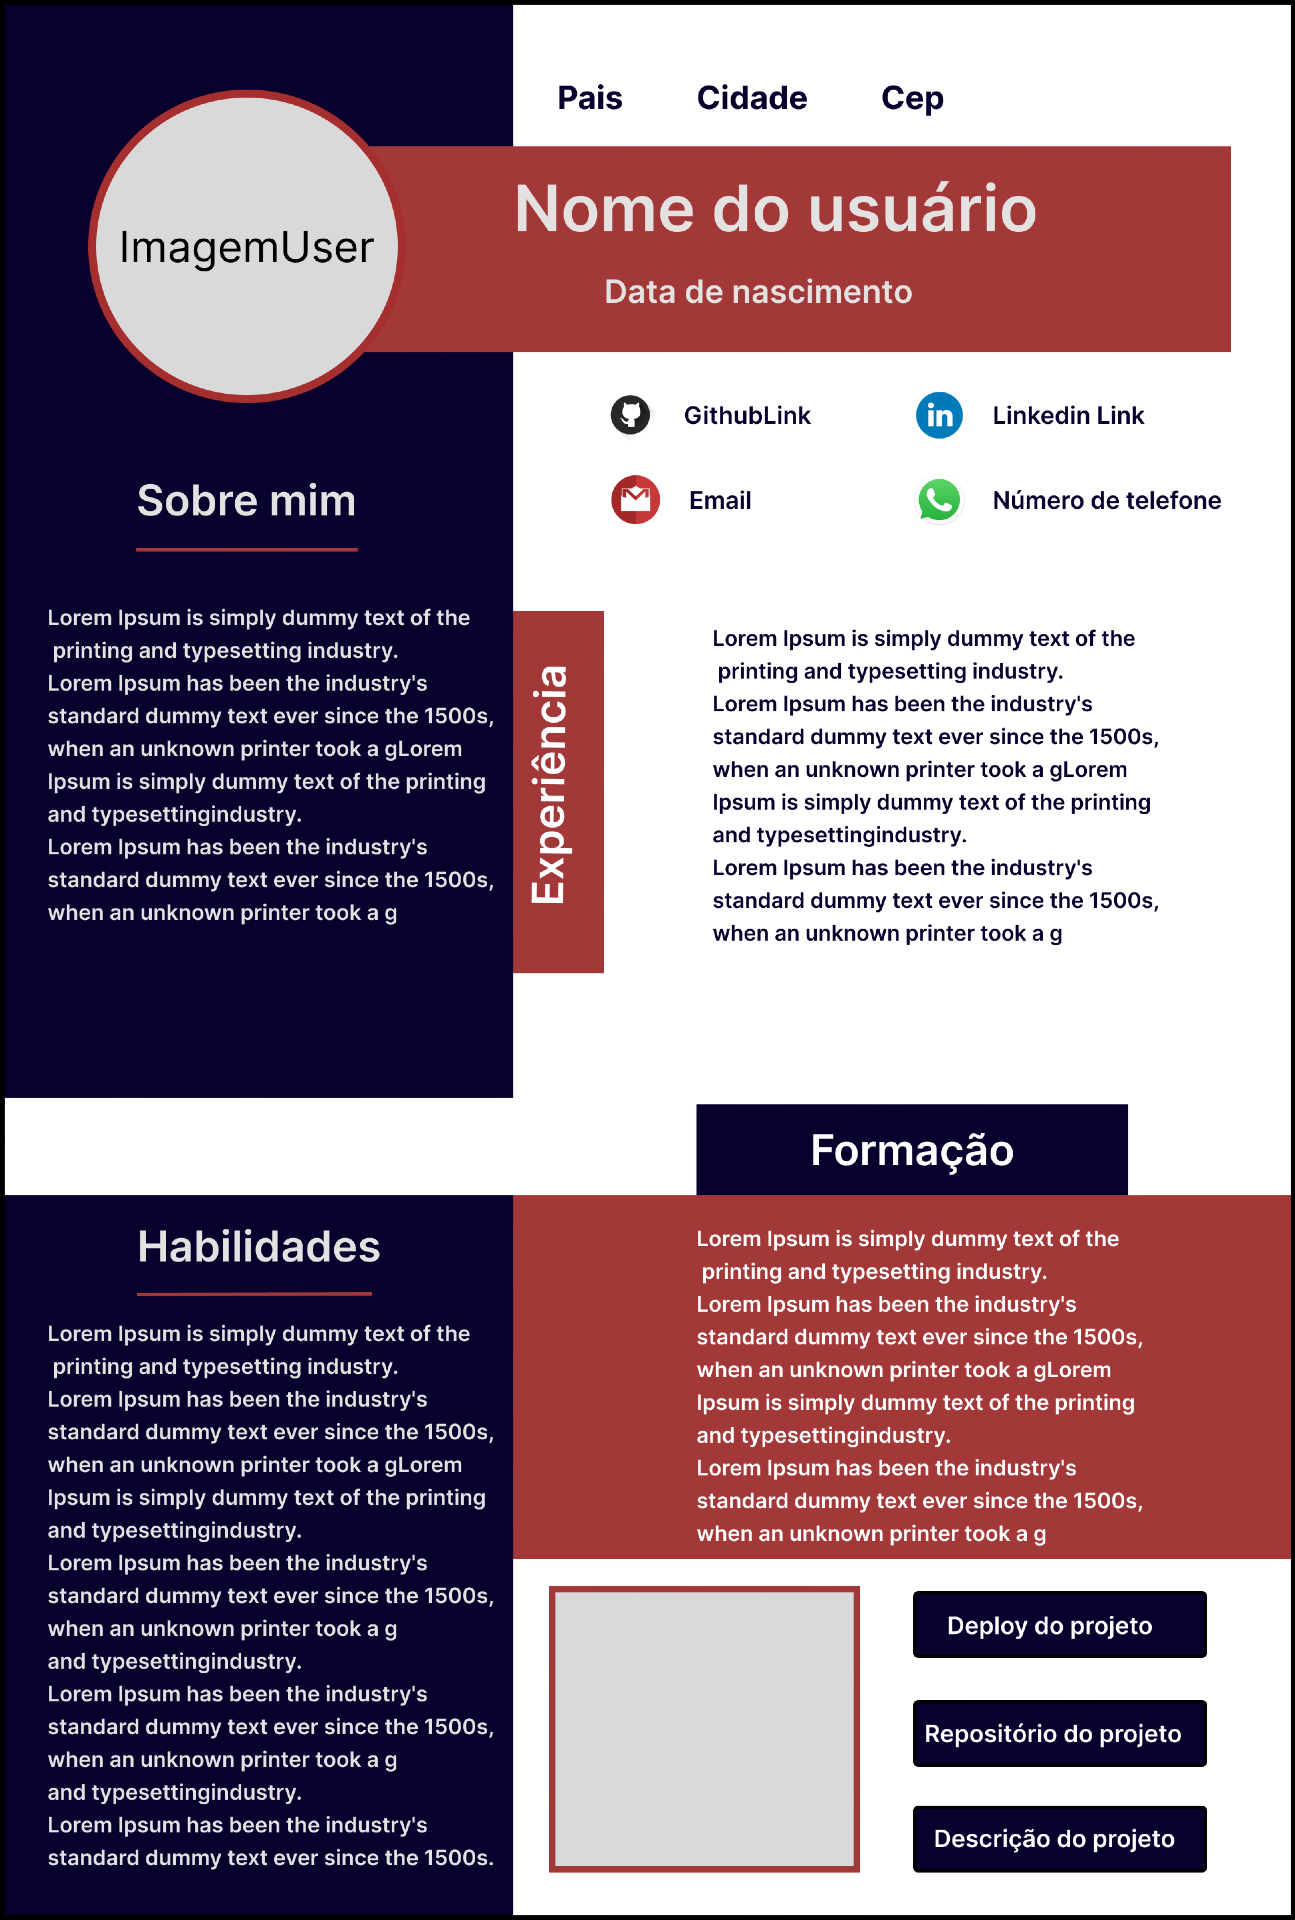 Pais
Cidade
Cep
ImagemUser
Nome do usuário
Data de nascimento
GithubLink
Linkedin Link
Email
Número de telefone
Sobre mim
Lorem Ipsum is simply dummy text of the
printing and typesetting industry.
Lorem Ipsum has been the industry's
standard dummy text ever since the 1500s,
when an unknown printer took a gLorem
Ipsum is simply dummy text of the printing
and typesettingindustry.
Lorem Ipsum has been the industry's
standard dummy text ever since the 1500s,
when an unknown printer took a g
Experiência
Lorem Ipsum is simply dummy text of the
printing and typesetting industry.
Lorem Ipsum has been the industry's
standard dummy text ever since the 1500s,
when an unknown printer took a gLorem
Ipsum is simply dummy text of the printing
and typesettingindustry.
Lorem Ipsum has been the industry's
standard dummy text ever since the 1500s,
when an unknown printer took a g
Habilidades
Lorem Ipsum is simply dummy text of the
printing and typesetting industry.
Lorem Ipsum has been the industry's
standard dummy text ever since the 1500s,
when an unknown printer took a gLorem
Ipsum is simply dummy text of the printing
and typesettingindustry.
Lorem Ipsum has been the industry's
standard dummy text ever since the 1500s,
when an unknown printer took a g
and typesettingindustry.
Lorem Ipsum has been the industry's
standard dummy text ever since the 1500s,
when an unknown printer took a g
and typesettingindustry.
Lorem Ipsum has been the industry's
standard dummy text ever since the 1500s.
Formação
Lorem Ipsum is simply dummy text of the
printing and typesetting industry.
Lorem Ipsum has been the industry's
standard dummy text ever since the 1500s,
when an unknown printer took a gLorem
Ipsum is simply dummy text of the printing
and typesettingindustry.
Lorem Ipsum has been the industry's
standard dummy text ever since the 1500s,
when an unknown printer took a g
Deploy do projeto
Repositório do projeto
Descrição do projeto